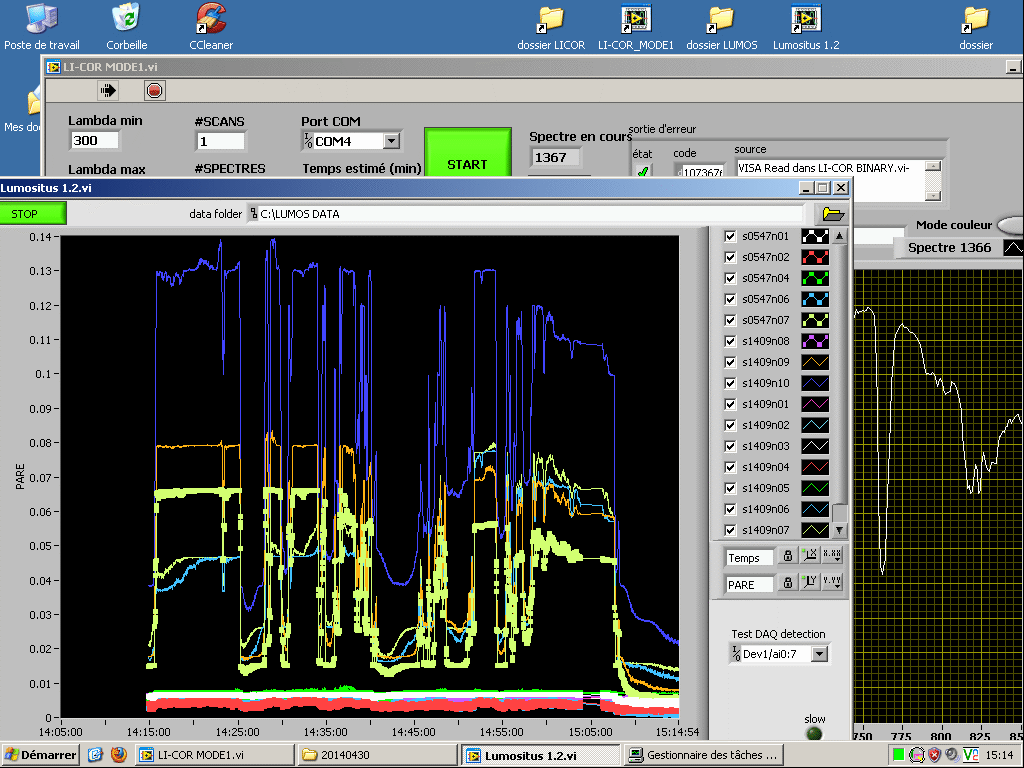 Poste de travail Corbeille CCleaner dossier LICOR LI-COR_MODE1 dossier LUMOS Lumositus 1.2 dossier
LI-COR MODE1.vi
Mes do
Lambda min #SCANS Port COM
300 1 COM4
START
Spectre en cours
1367
sortie d'erreur
état code source
107367 VISA Read dans LI-COR BINARY.vi-
Lambda max #SPECTRES Temps estimé (min)
Mode couleur
Spectre 1366
Lumositus 1.2.vi
STOP data folder C:\LUMOS DATA
PARE
0.14
0.13
0.12
0.11
0.1
0.09
0.08
0.07
0.06
0.05
0.04
0.03
0.02
0.01
0
14:05:00 14:15:00 14:25:00 14:35:00 14:45:00 14:55:00 15:05:00 15:14:54
s0547n01
s0547n02
s0547n04
s0547n06
s0547n07
s1409n08
s1409n09
s1409n10
s1409n01
s1409n02
s1409n03
s1409n04
s1409n05
s1409n06
s1409n07
Temps
PARE
Test DAQ detection
Dev1/ai0:7
slow
750 775 800 825 85
Démarrer LI-COR MODE1.vi 20140430 Lumositus 1.2.vi Gestionnaire des tâches ... 15:14